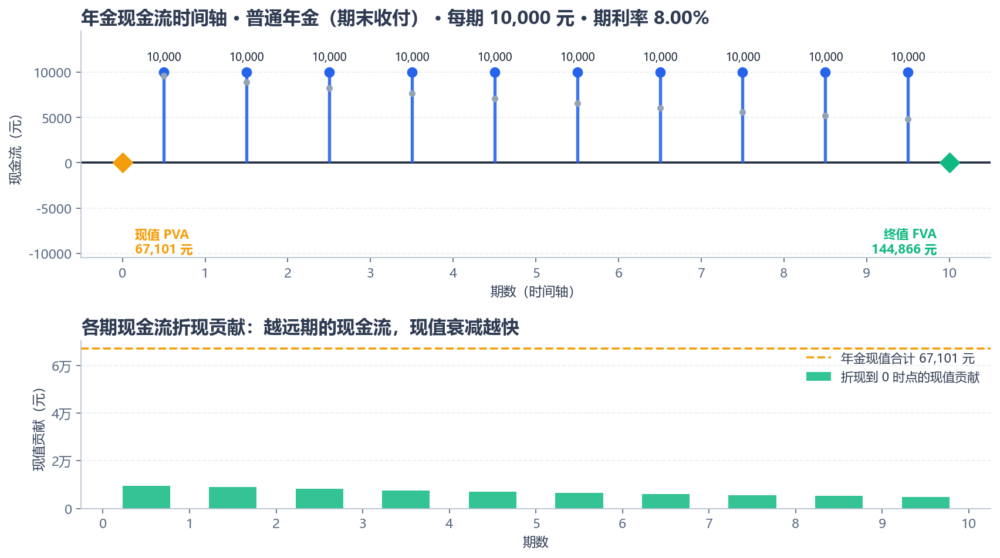 年金现金流时间轴 • 普通年金（期末收付） • 每期 10,000 元 • 期利率 8.00%
10,000 10,000 10,000 10,000 10,000 10,000 10,000 10,000 10,000 10,000
10000
5000
0
-5000
-10000
现金流（元）
现值 PVA
67,101 元
终值 FVA
144,866 元
0 1 2 3 4 5 6 7 8 9 10
期数（时间轴）
各期现金流折现贡献：越远期的现金流，现值衰减越快
年金现值合计 67,101 元
折现到 0 时点的现值贡献
6万
4万
2万
0
现值贡献（元）
0 1 2 3 4 5 6 7 8 9 10
期数